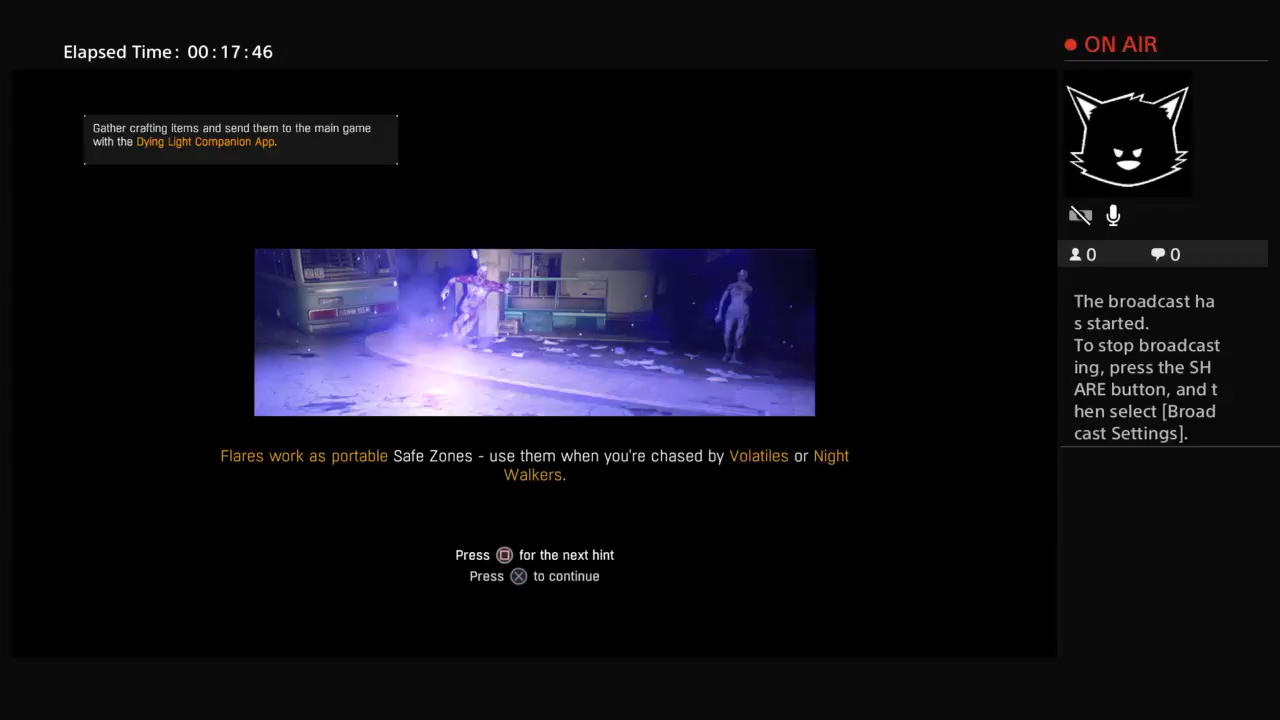 Elapsed Time: 00:17:46
ON AIR
Gather crafting items and send them to the main game
with the Dying Light Companion App.
0
0
The broadcast ha
s started.
To stop broadcast
ing, press the SH
ARE button, and t
hen select [Broad
cast Settings].
Flares work as portable Safe Zones - use them when you're chased by Volatiles or Night
Walkers.
Press for the next hint
Press to continue